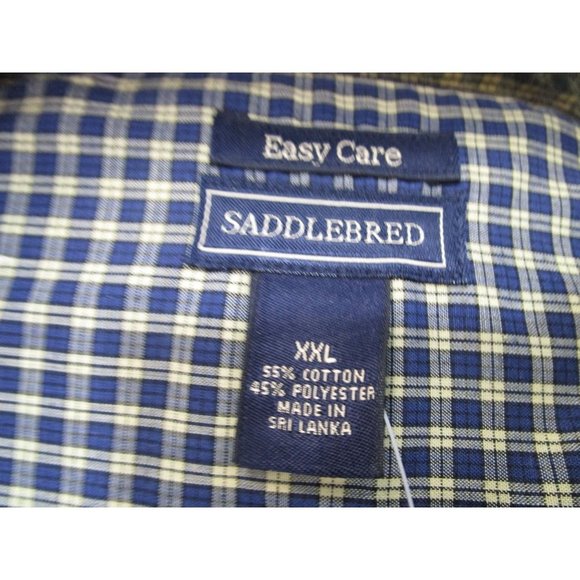 Easy Care
SADDLEBRED
XXL
55% COTTON
45% POLYESTER
MADE IN
SRI LANKA